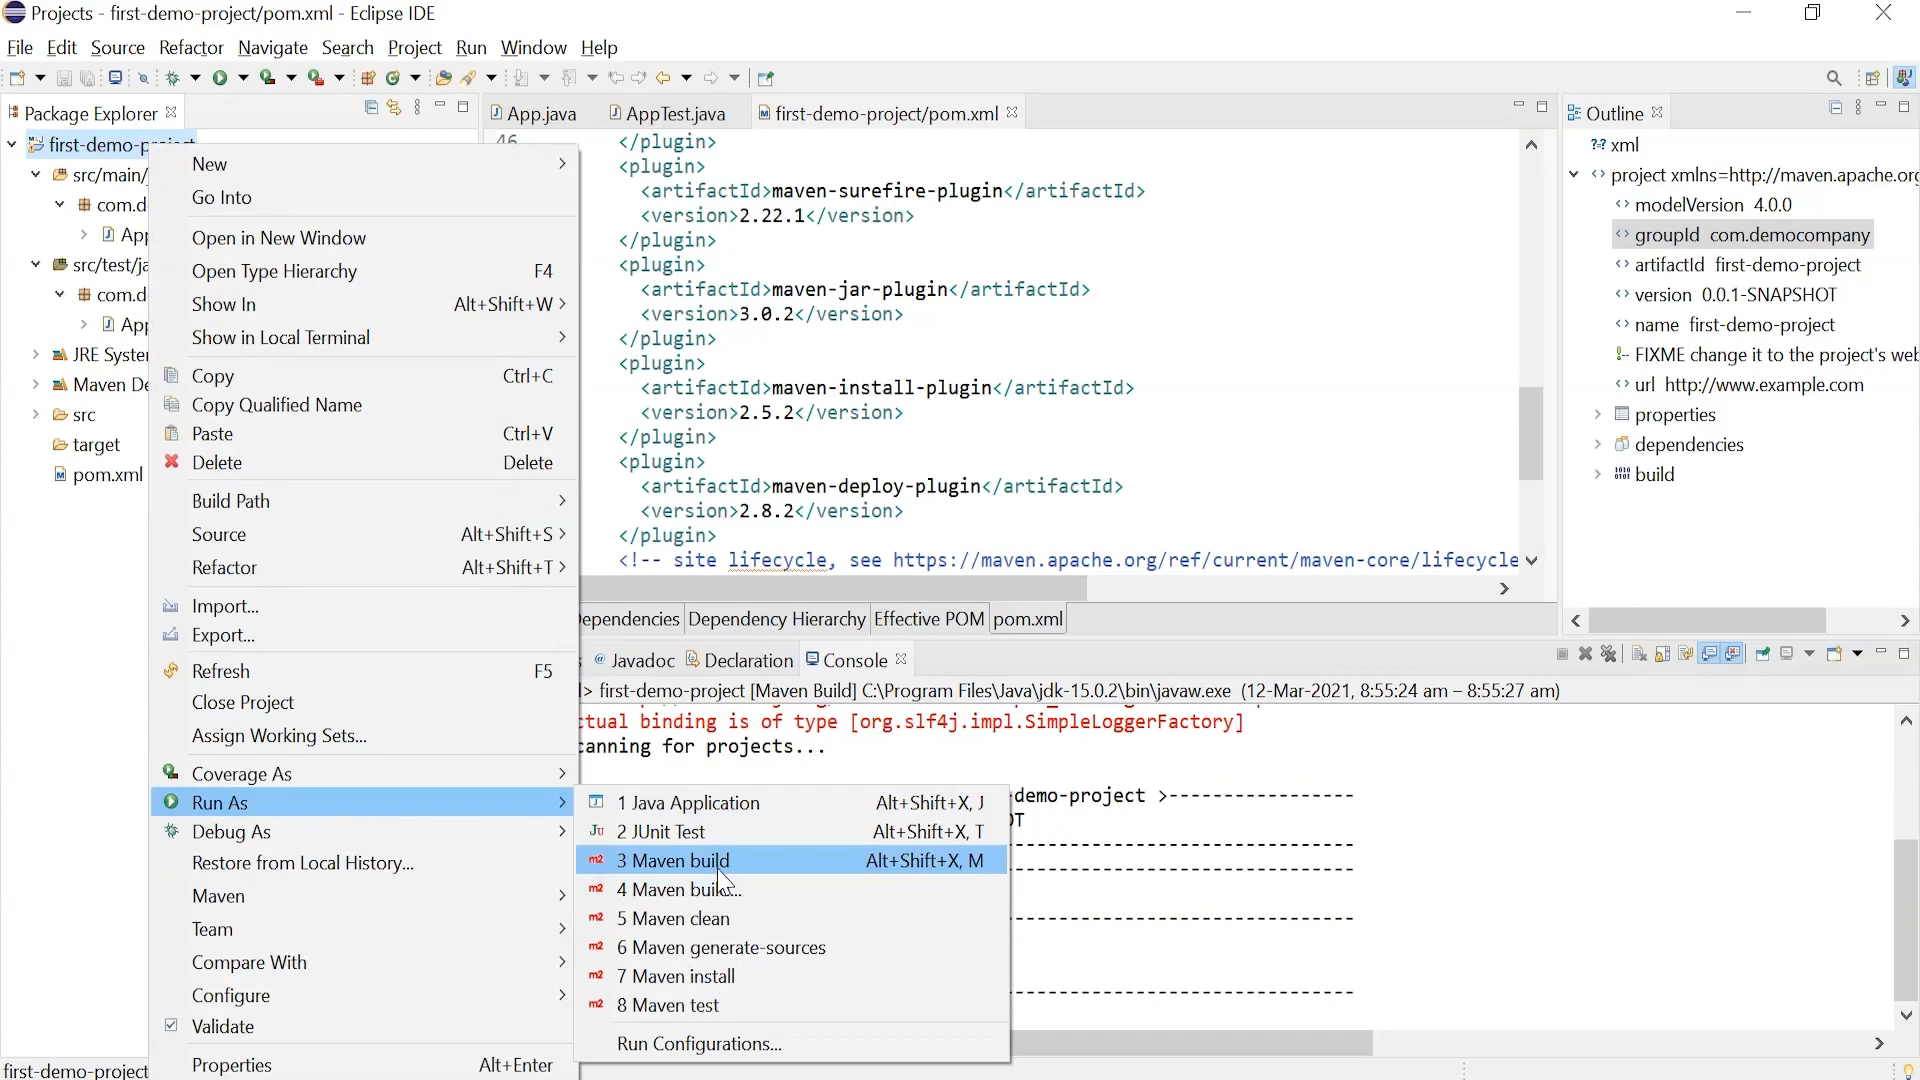 Projects - first-demo-project/pom.xml - Eclipse IDE
File Edit Source Refactor Navigate Search Project Run Window Help
Package Explorer
first-demo-project
src/main/
com.d
App
src/test/ja
com.d
App
JRE System
Maven De
src
target
pom.xml
New
Go Into
Open in New Window
Open Type Hierarchy F4
Show In Alt+Shift+W >
Show in Local Terminal
Copy Ctrl+C
Copy Qualified Name
Paste Ctrl+V
Delete Delete
Build Path
Source Alt+Shift+S >
Refactor Alt+Shift+T >
Import...
Export...
Refresh F5
Close Project
Assign Working Sets...
Coverage As
Run As
Debug As
Restore from Local History...
Maven
Team
Compare With
Configure
Validate
Properties Alt+Enter
1 Java Application Alt+Shift+X, J
2 JUnit Test Alt+Shift+X, T
3 Maven build Alt+Shift+X, M
4 Maven build...
5 Maven clean
6 Maven generate-sources
7 Maven install
8 Maven test
Run Configurations...
App.java AppTest.java first-demo-project/pom.xml
46
</plugin>
<plugin>
<artifactId>maven-surefire-plugin</artifactId>
<version>2.22.1</version>
</plugin>
<plugin>
<artifactId>maven-jar-plugin</artifactId>
<version>3.0.2</version>
</plugin>
<plugin>
<artifactId>maven-install-plugin</artifactId>
<version>2.5.2</version>
</plugin>
<plugin>
<artifactId>maven-deploy-plugin</artifactId>
<version>2.8.2</version>
</plugin>
<!-- site lifecycle, see https://maven.apache.org/ref/current/maven-core/lifecycle
ependencies Dependency Hierarchy Effective POM pom.xml
s @ Javadoc Declaration Console
> first-demo-project [Maven Build] C:\Program Files\Java\jdk-15.0.2\bin\javaw.exe (12-Mar-2021, 8:55:24 am – 8:55:27 am)
ctual binding is of type [org.slf4j.impl.SimpleLoggerFactory]
canning for projects...
demo-project >-----------------
OT
-------------------------------
-------------------------------
-------------------------------
-------------------------------
Outline
?? xml
project xmlns=http://maven.apache.org
modelVersion 4.0.0
groupId com.democompany
artifactId first-demo-project
version 0.0.1-SNAPSHOT
name first-demo-project
FIXME change it to the project's web
url http://www.example.com
properties
dependencies
build
first-demo-project